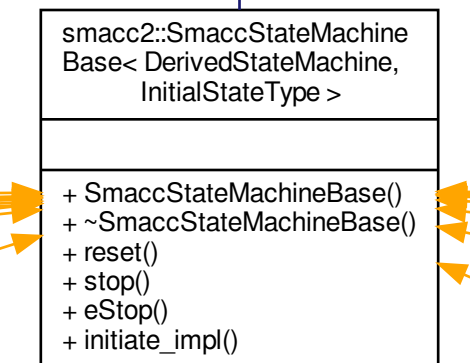 smacc2::SmaccStateMachine
Base< DerivedStateMachine,
InitialStateType >
+ SmaccStateMachineBase()
+ ~SmaccStateMachineBase()
+ reset()
+ stop()
+ eStop()
+ initiate_impl()